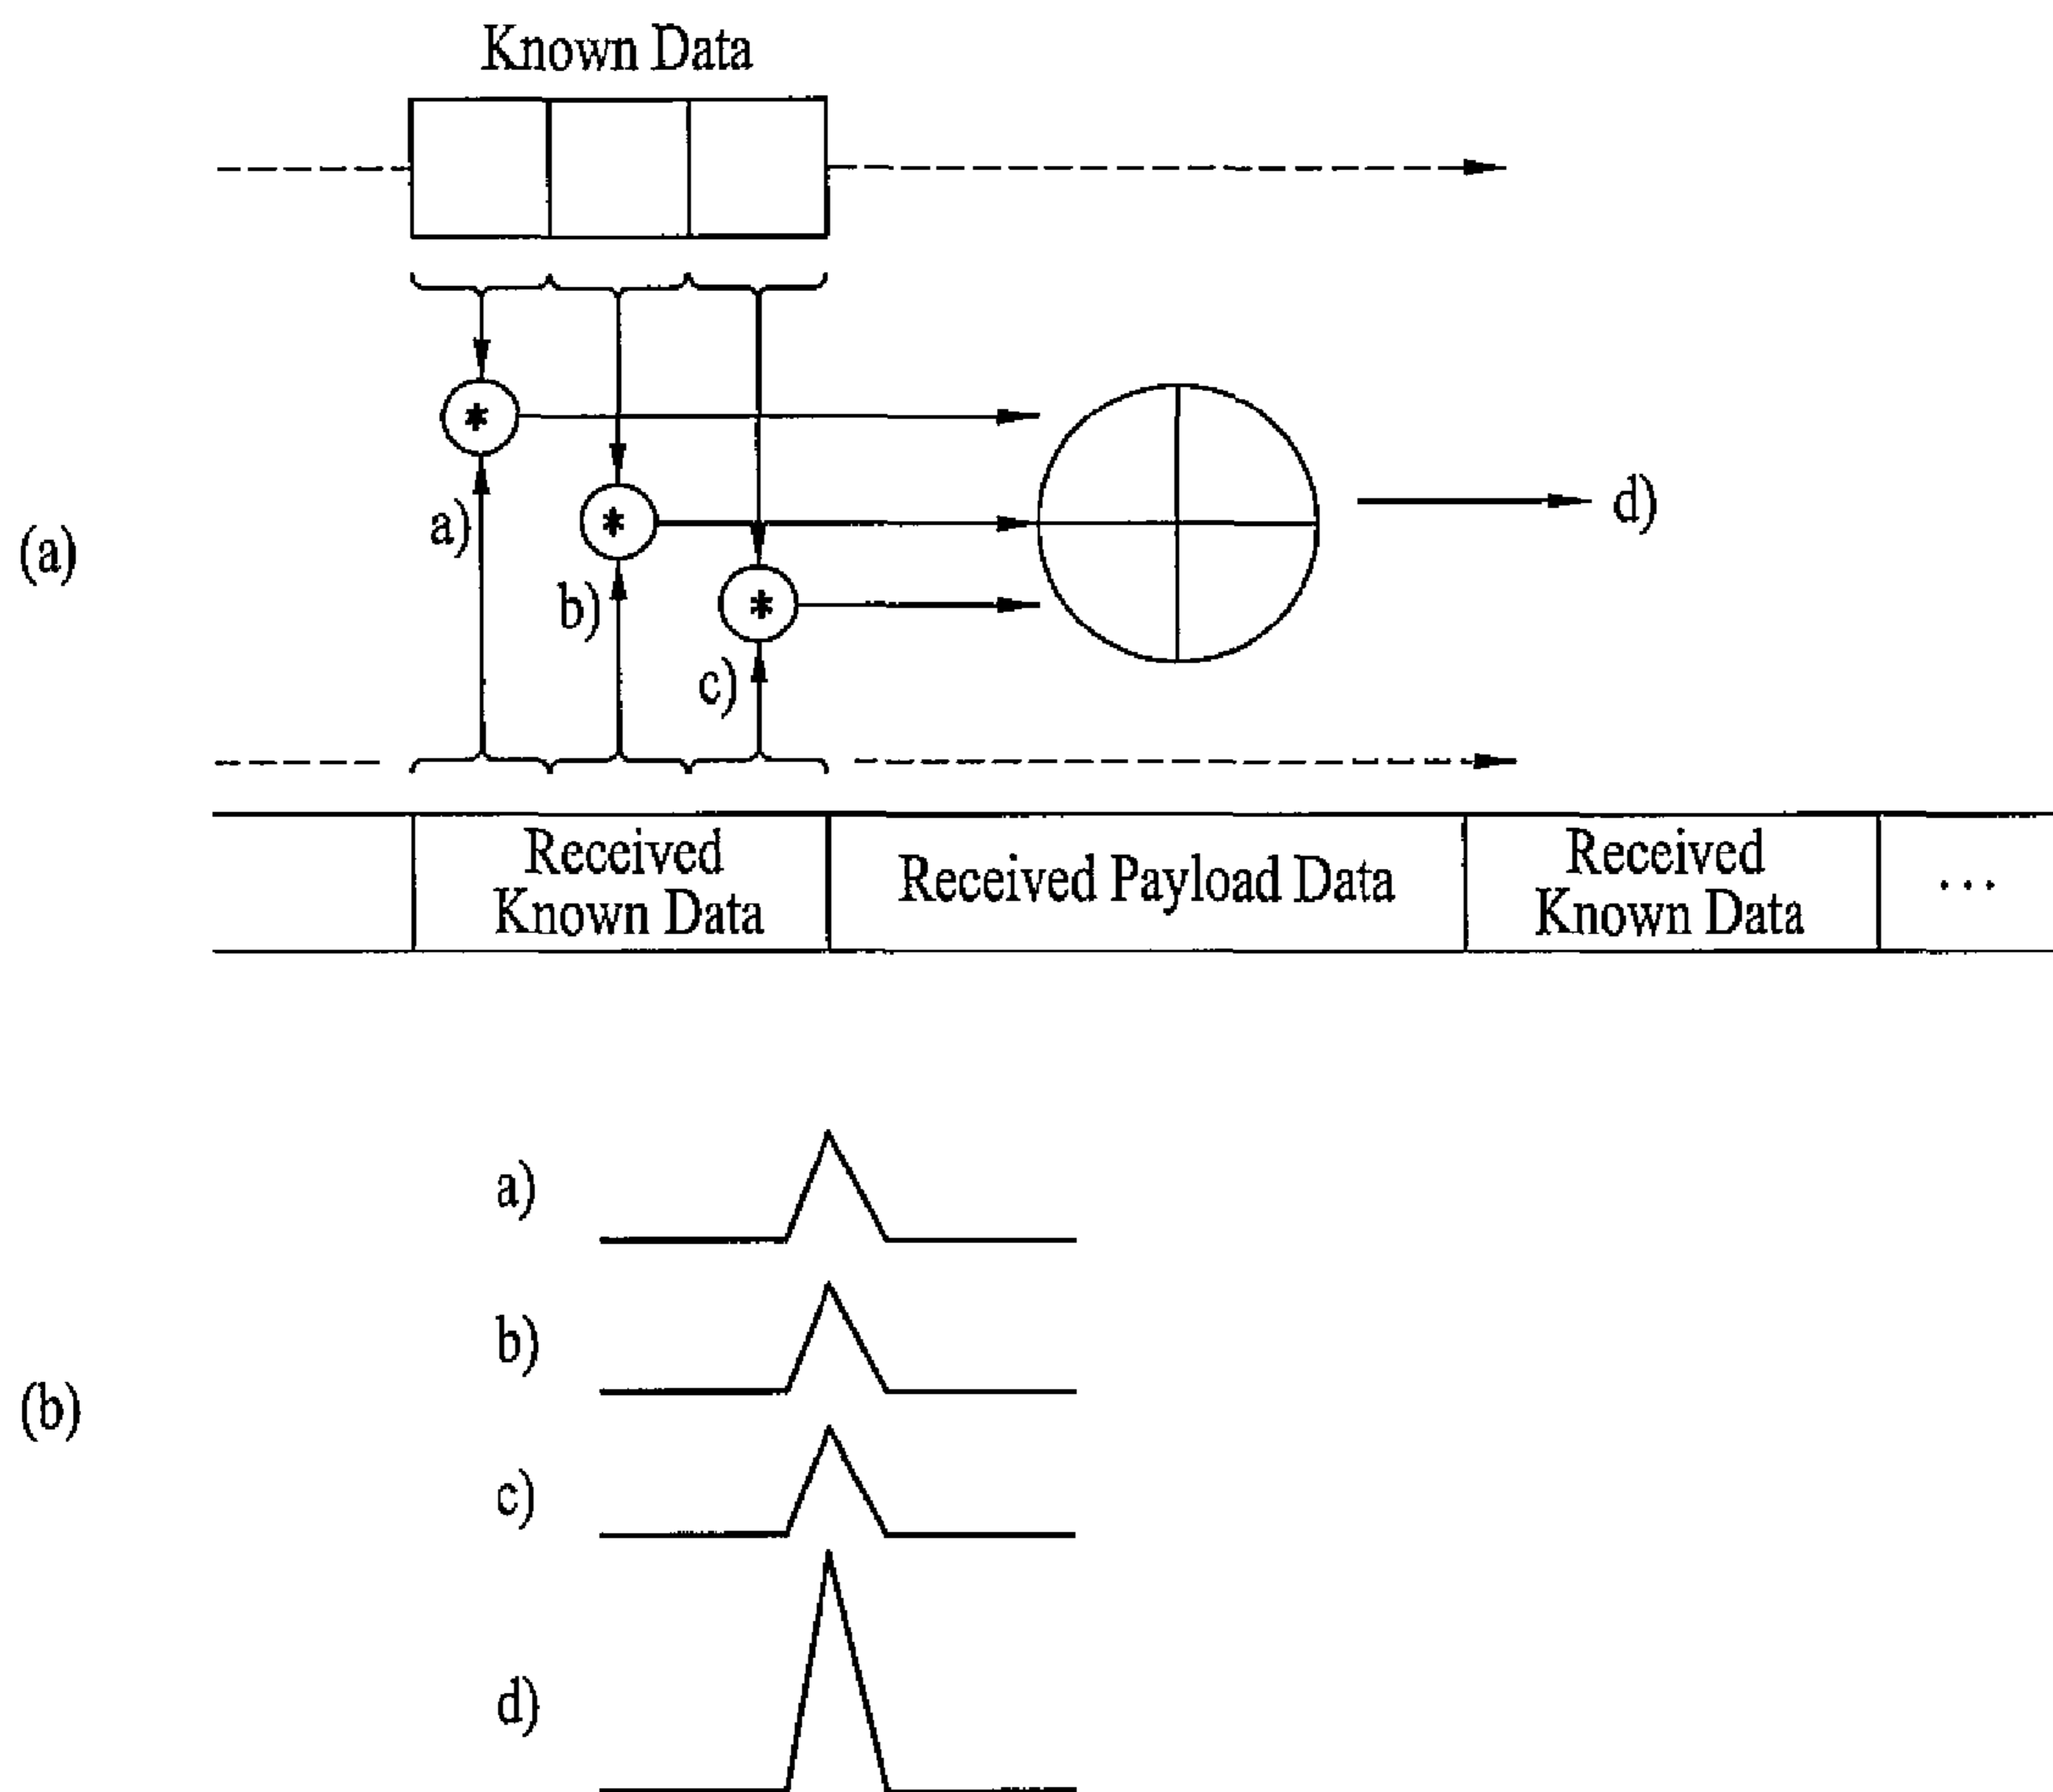 Known Data
*
a)
*
d)
(a)
b)
*
c)
Received
Known Data
Received Payload Data
Received
Known Data
...
a)
b)
(b)
c)
d)